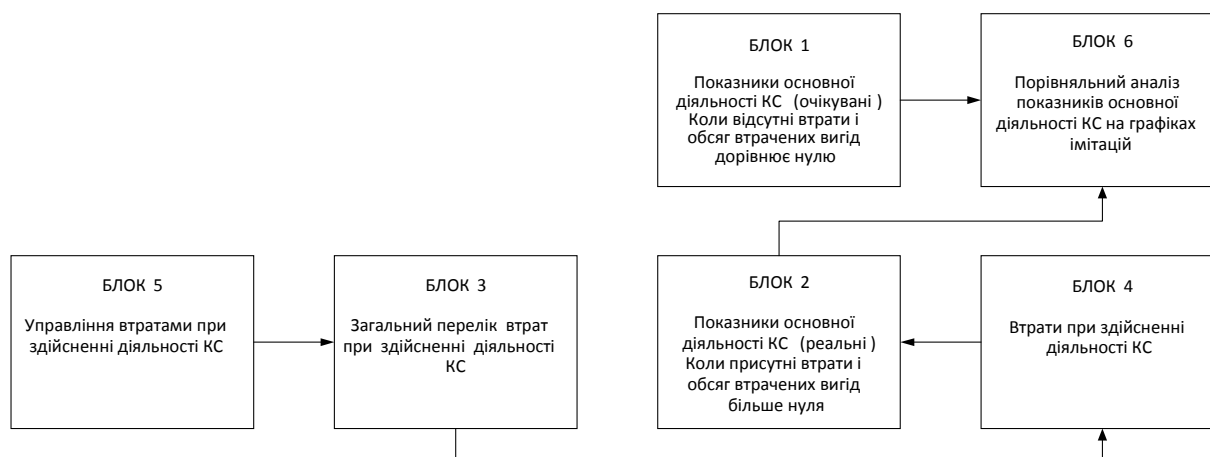 БЛОК 1
Показники основної
діяльності КС (очікувані )
Коли відсутні втрати і
обсяг втрачених вигід
дорівнює нулю
БЛОК 6
Порівняльний аналіз
показників основної
діяльності КС на графіках
імітацій
БЛОК 5
Управління втратами при
здійсненні діяльності КС
БЛОК 3
Загальний перелік втрат
при здійсненні діяльності
КС
БЛОК 2
Показники основної
діяльності КС (реальні )
Коли присутні втрати і
обсяг втрачених вигід
більше нуля
БЛОК 4
Втрати при здійсненні
діяльності КС